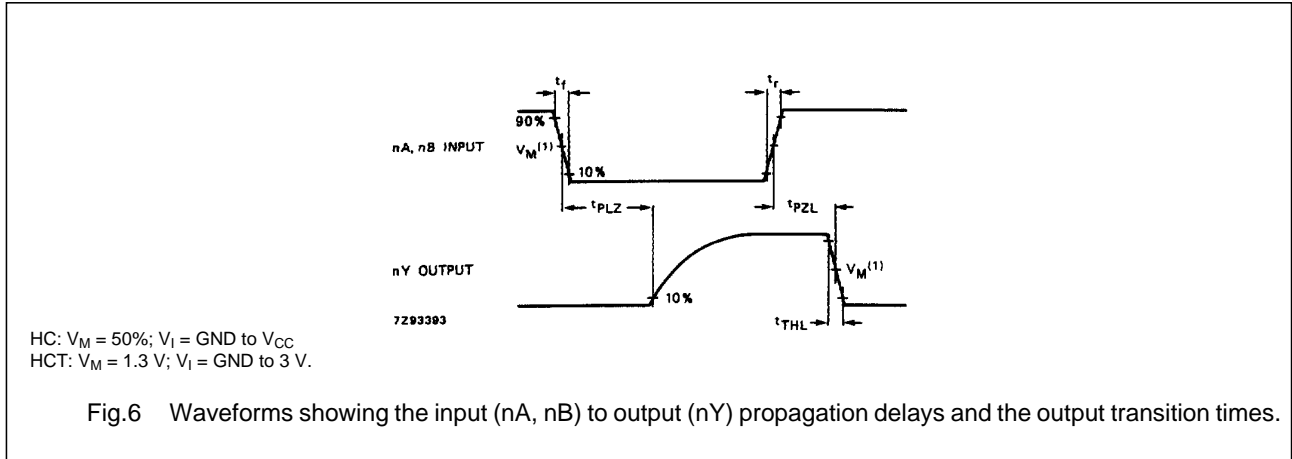 t_f t_r
90%
nA, nB INPUT V_M^(1)
10%
t_PLZ t_PZL
nY OUTPUT V_M^(1)
10%
7Z93393
t_THL
HC: V_M = 50%; V_I = GND to V_CC
HCT: V_M = 1.3 V; V_I = GND to 3 V.
Fig.6 Waveforms showing the input (nA, nB) to output (nY) propagation delays and the output transition times.